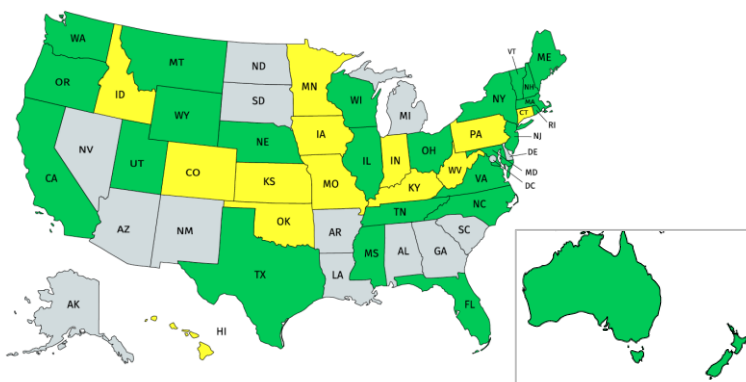 WA
OR
CA
NV
ID
MT
WY
UT
AZ
CO
NM
ND
SD
NE
KS
OK
TX
MN
IA
MO
AR
LA
WI
IL
MI
IN
OH
KY
TN
MS
AL
GA
FL
SC
NC
VA
WV
PA
NY
VT
NH
ME
MA
CT
RI
NJ
DE
MD
DC
AK
HI